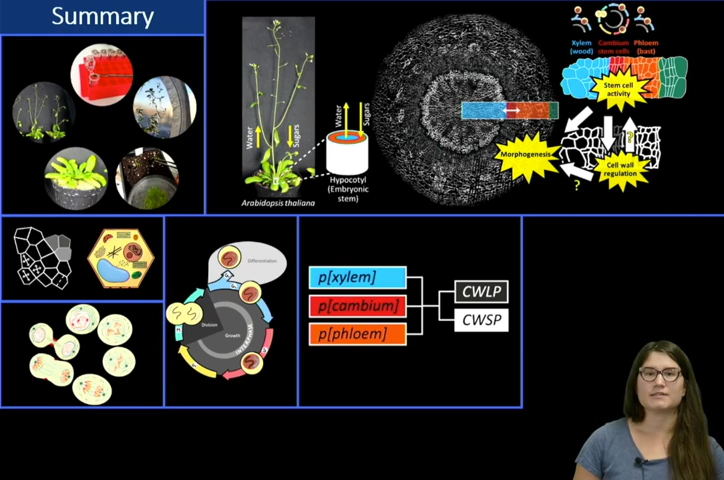 Summary
Water
Sugars
Arabidopsis thaliana
Water
Sugars
Hypocotyl
(Embryonic
stem)
Xylem
(wood)
Cambium
stem cells
Phloem
(bast)
Stem cell
activity
Morphogenesis
Cell wall
regulation
?
?
Differentiation
Division
Growth
INTERPHASE
p[xylem]
p[cambium]
p[phloem]
CWLP
CWSP